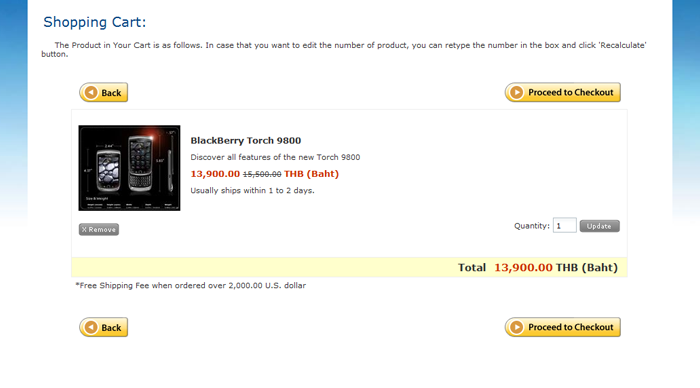 Shopping Cart:
The Product in Your Cart is as follows. In case that you want to edit the number of product, you can retype the number in the box and click 'Recalculate'
button.
Back
Proceed to Checkout
BlackBerry Torch 9800
Discover all features of the new Torch 9800
13,900.00 15,500.00 THB (Baht)
Usually ships within 1 to 2 days.
X Remove
Quantity: 1 Update
Total 13,900.00 THB (Baht)
*Free Shipping Fee when ordered over 2,000.00 U.S. dollar
Back
Proceed to Checkout